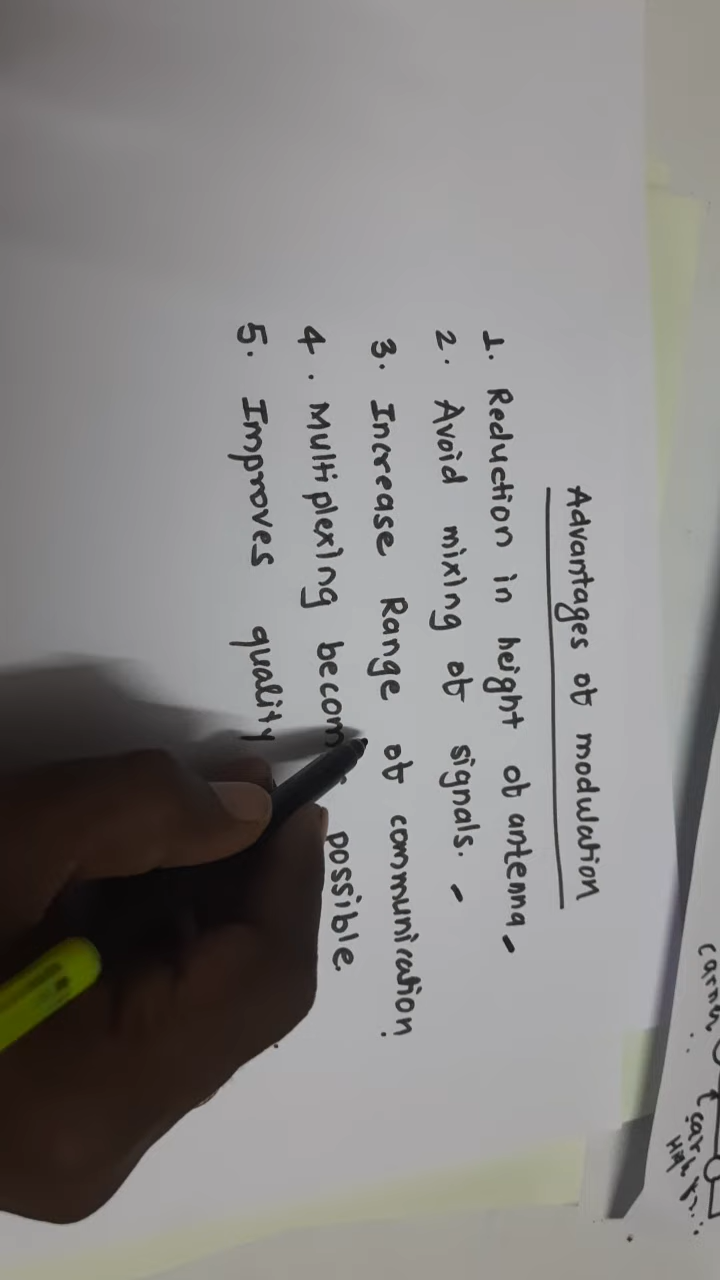 Advantages of modulation
1. Reduction in height of antenna
2. Avoid mixing of signals.
3. Increase Range of communication
4. Multiplexing possible.
5. Improves quality